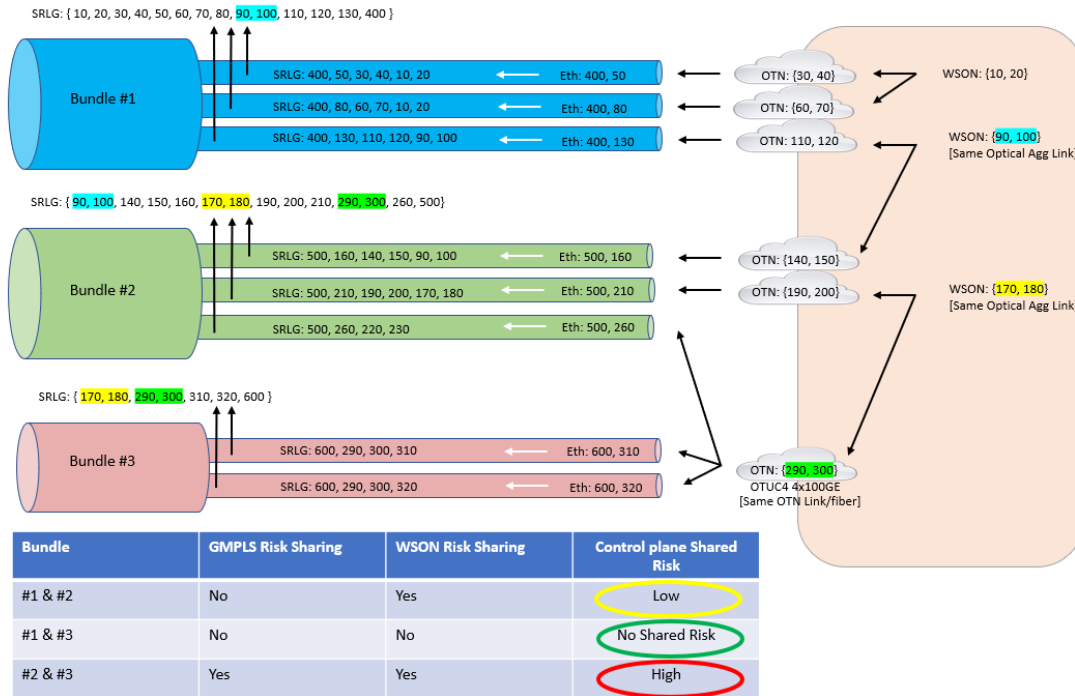 SRLG: { 10, 20, 30, 40, 50, 60, 70, 80, 90, 100, 110, 120, 130, 400 }
Bundle #1
SRLG: 400, 50, 30, 40, 10, 20
Eth: 400, 50
OTN: {30, 40}
WSON: {10, 20}
SRLG: 400, 80, 60, 70, 10, 20
Eth: 400, 80
OTN: {60, 70}
SRLG: 400, 130, 110, 120, 90, 100
Eth: 400, 130
OTN: 110, 120
WSON: {90, 100}
[Same Optical Agg Link]
SRLG: { 90, 100, 140, 150, 160, 170, 180, 190, 200, 210, 290, 300, 260, 500}
Bundle #2
SRLG: 500, 160, 140, 150, 90, 100
Eth: 500, 160
OTN: {140, 150}
SRLG: 500, 210, 190, 200, 170, 180
Eth: 500, 210
OTN: {190, 200}
WSON: {170, 180}
[Same Optical Agg Link]
SRLG: 500, 260, 220, 230
Eth: 500, 260
SRLG: { 170, 180, 290, 300, 310, 320, 600 }
Bundle #3
SRLG: 600, 290, 300, 310
Eth: 600, 310
SRLG: 600, 290, 300, 320
Eth: 600, 320
OTN: {290, 300}
OTUC4 4x100GE
[Same OTN Link/fiber]
Bundle GMPLS Risk Sharing WSON Risk Sharing Control plane Shared
Risk
#1 & #2 No Yes Low
#1 & #3 No No No Shared Risk
#2 & #3 Yes Yes High